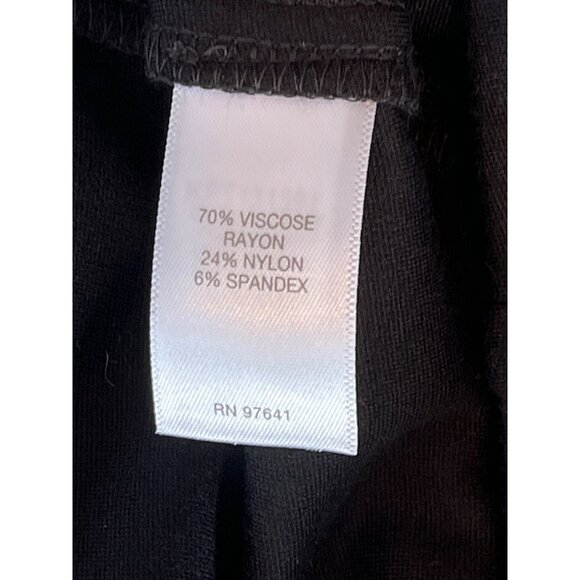 70% VISCOSE
RAYON
24% NYLON
6% SPANDEX
RN 97641